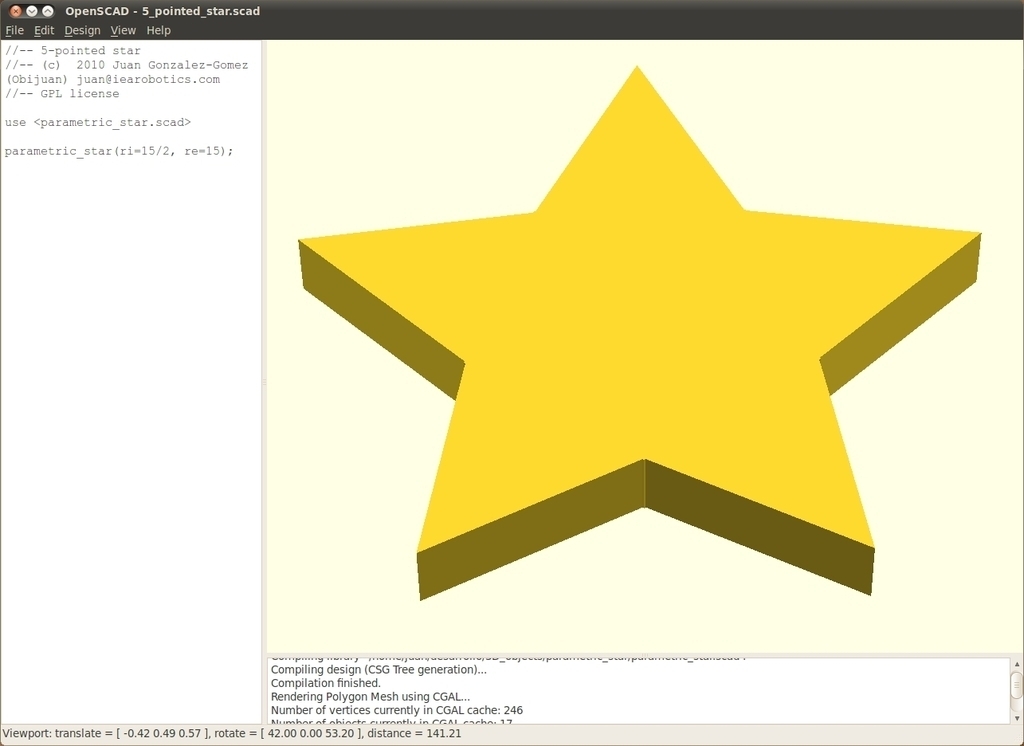 OpenSCAD - 5_pointed_star.scad
File Edit Design View Help
//-- 5-pointed star
//-- (c)  2010 Juan Gonzalez-Gomez
(Obijuan) juan@iearobotics.com
//-- GPL license
use <parametric_star.scad>
parametric_star(ri=15/2, re=15);
Compiling design (CSG Tree generation)...
Compilation finished.
Rendering Polygon Mesh using CGAL...
Number of vertices currently in CGAL cache: 246
Number of objects currently in CGAL cache: 17
Viewport: translate = [ -0.42 0.49 0.57 ], rotate = [ 42.00 0.00 53.20 ], distance = 141.21